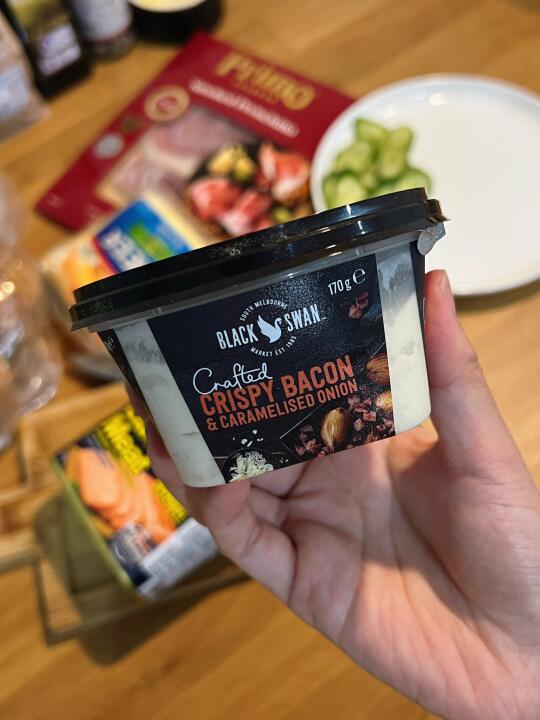 PRIMO
170g e
SOUTH MELBOURNE
BLACK SWAN
MARKET EST. 1985
Crafted
CRISPY BACON
& CARAMELISED ONION